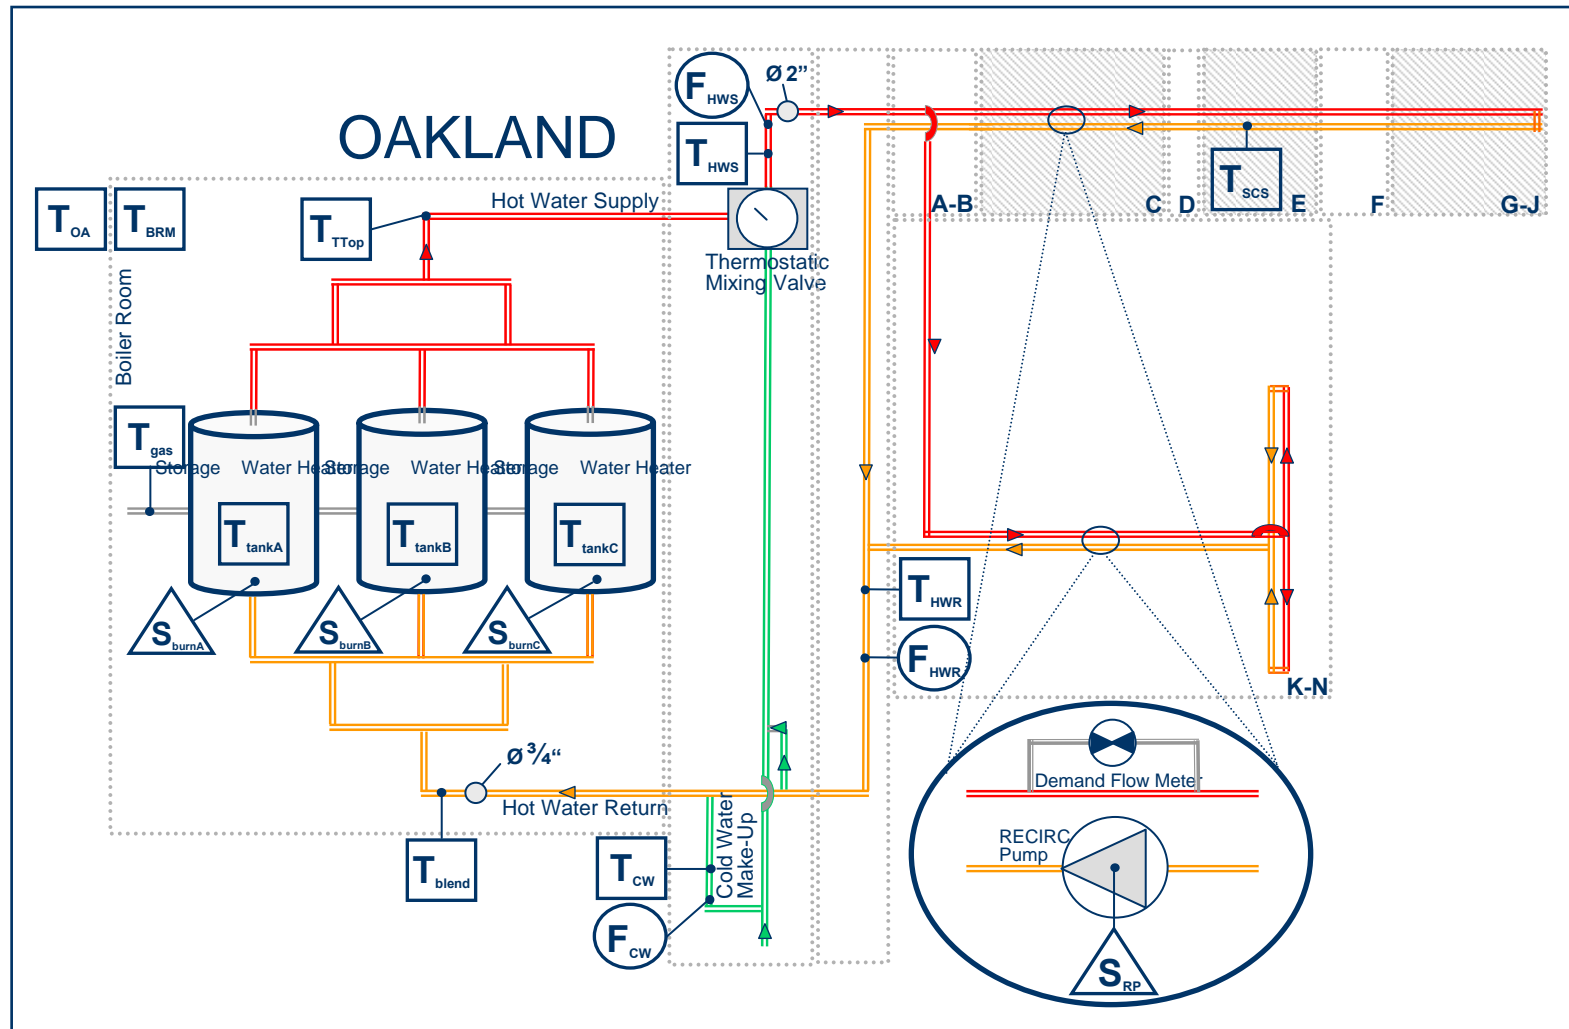 OAKLAND
F HWS
Ø 2”
T HWS
T OA
T BRM
T TTop
Hot Water Supply
A-B
C
D
T SCS
E
F
G-J
Thermostatic
Mixing Valve
Boiler Room
T gas
Storage Water Heater
Storage Water Heater
Storage Water Heater
T tankA
T tankB
T tankC
S burnA
S burnB
S burnC
T HWR
F HWR
K-N
Ø ¾“
Hot Water Return
Demand Flow Meter
RECIRC
Pump
T blend
T CW
Cold Water
Make-Up
F CW
S RP